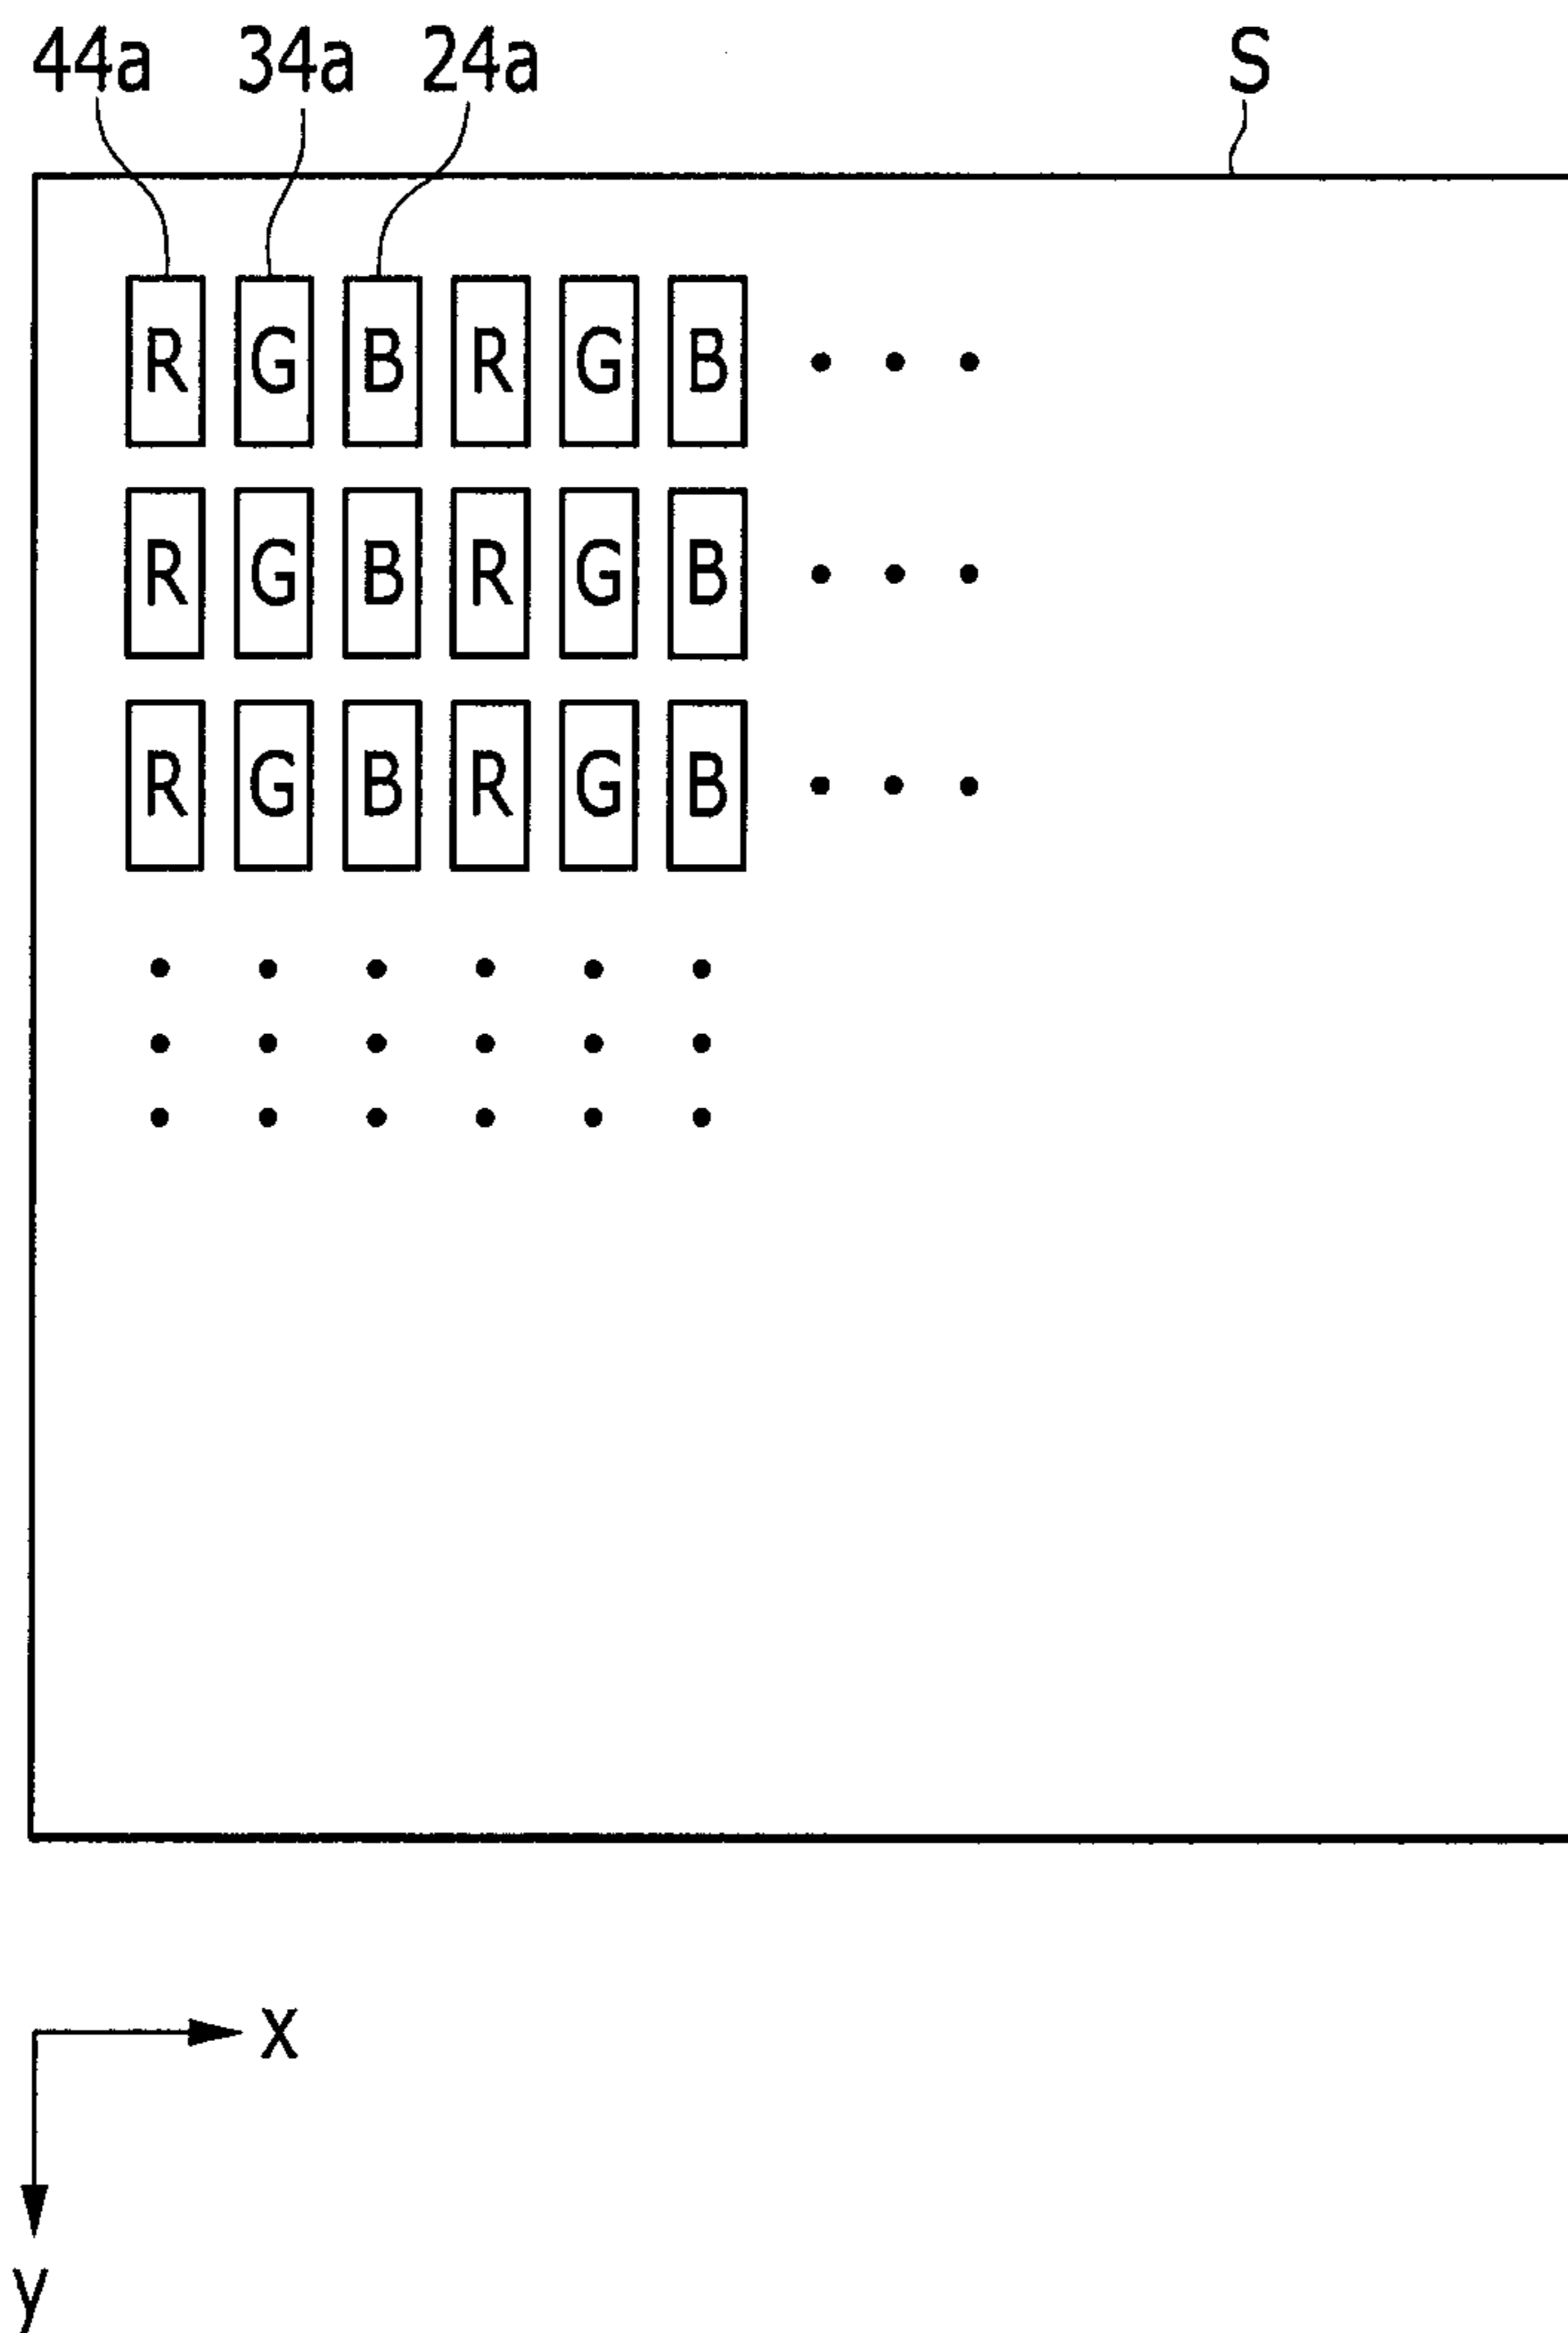 44a 34a 24a S
R G B R G B • • •
R G B R G B • • •
R G B R G B • • •
• • • • • •
• • • • • •
• • • • • •
x
y